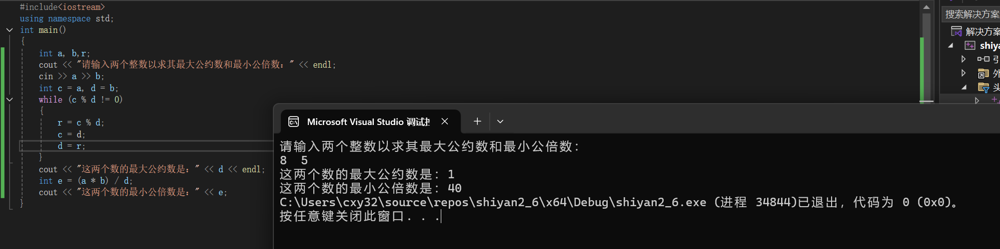 #include<iostream>
using namespace std;
int main()
{
int a, b,r;
cout << "请输入两个整数以求其最大公约数和最小公倍数：" << endl;
cin >> a >> b;
int c = a, d = b;
while (c % d != 0)
{
r = c % d;
c = d;
d = r;
}
cout << "这两个数的最大公约数是：" << d << endl;
int e = (a * b) / d;
cout << "这两个数的最小公倍数是：" << e;
}
Microsoft Visual Studio 调试
请输入两个整数以求其最大公约数和最小公倍数：
8  5
这两个数的最大公约数是：1
这两个数的最小公倍数是：40
C:\Users\cxy32\source\repos\shiyan2_6\x64\Debug\shiyan2_6.exe (进程 34844)已退出，代码为 0 (0x0)。
按任意键关闭此窗口. . .
搜索解决方案
解决方案
shiya
引
外
头